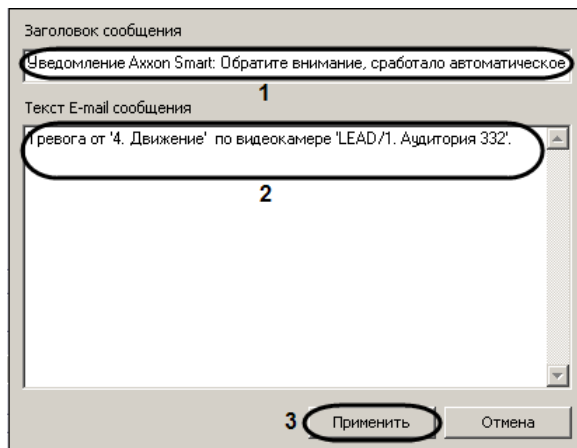 Заголовок сообщения
Уведомление Axxon Smart: Обратите внимание, сработало автоматическое
1
Текст E-mail сообщения
Тревога от '4. Движение' по видеокамере 'LEAD/1. Аудитория 332'.
2
3 Применить Отмена